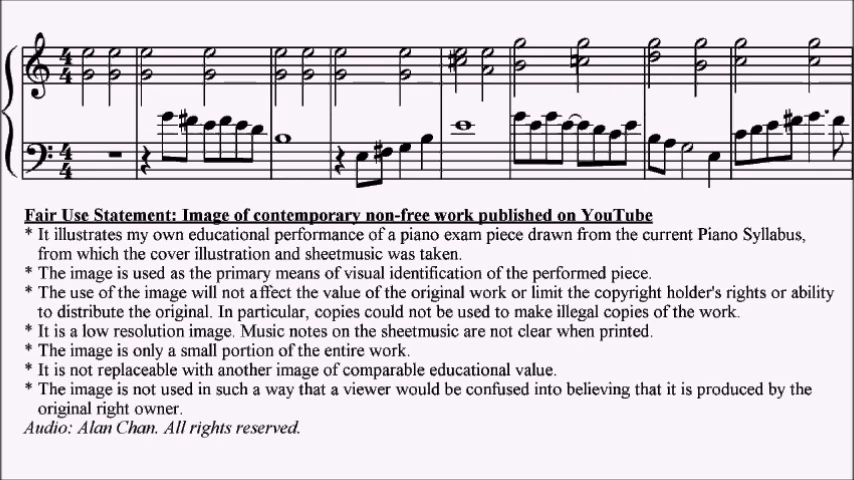 4 4
4 4
Fair Use Statement: Image of contemporary non-free work published on YouTube
* It illustrates my own educational performance of a piano exam piece drawn from the current Piano Syllabus,
from which the cover illustration and sheetmusic was taken.
* The image is used as the primary means of visual identification of the performed piece.
* The use of the image will not affect the value of the original work or limit the copyright holder's rights or ability
to distribute the original. In particular, copies could not be used to make illegal copies of the work.
* It is a low resolution image. Music notes on the sheetmusic are not clear when printed.
* The image is only a small portion of the entire work.
* It is not replaceable with another image of comparable educational value.
* The image is not used in such a way that a viewer would be confused into believing that it is produced by the
original right owner.
Audio: Alan Chan. All rights reserved.